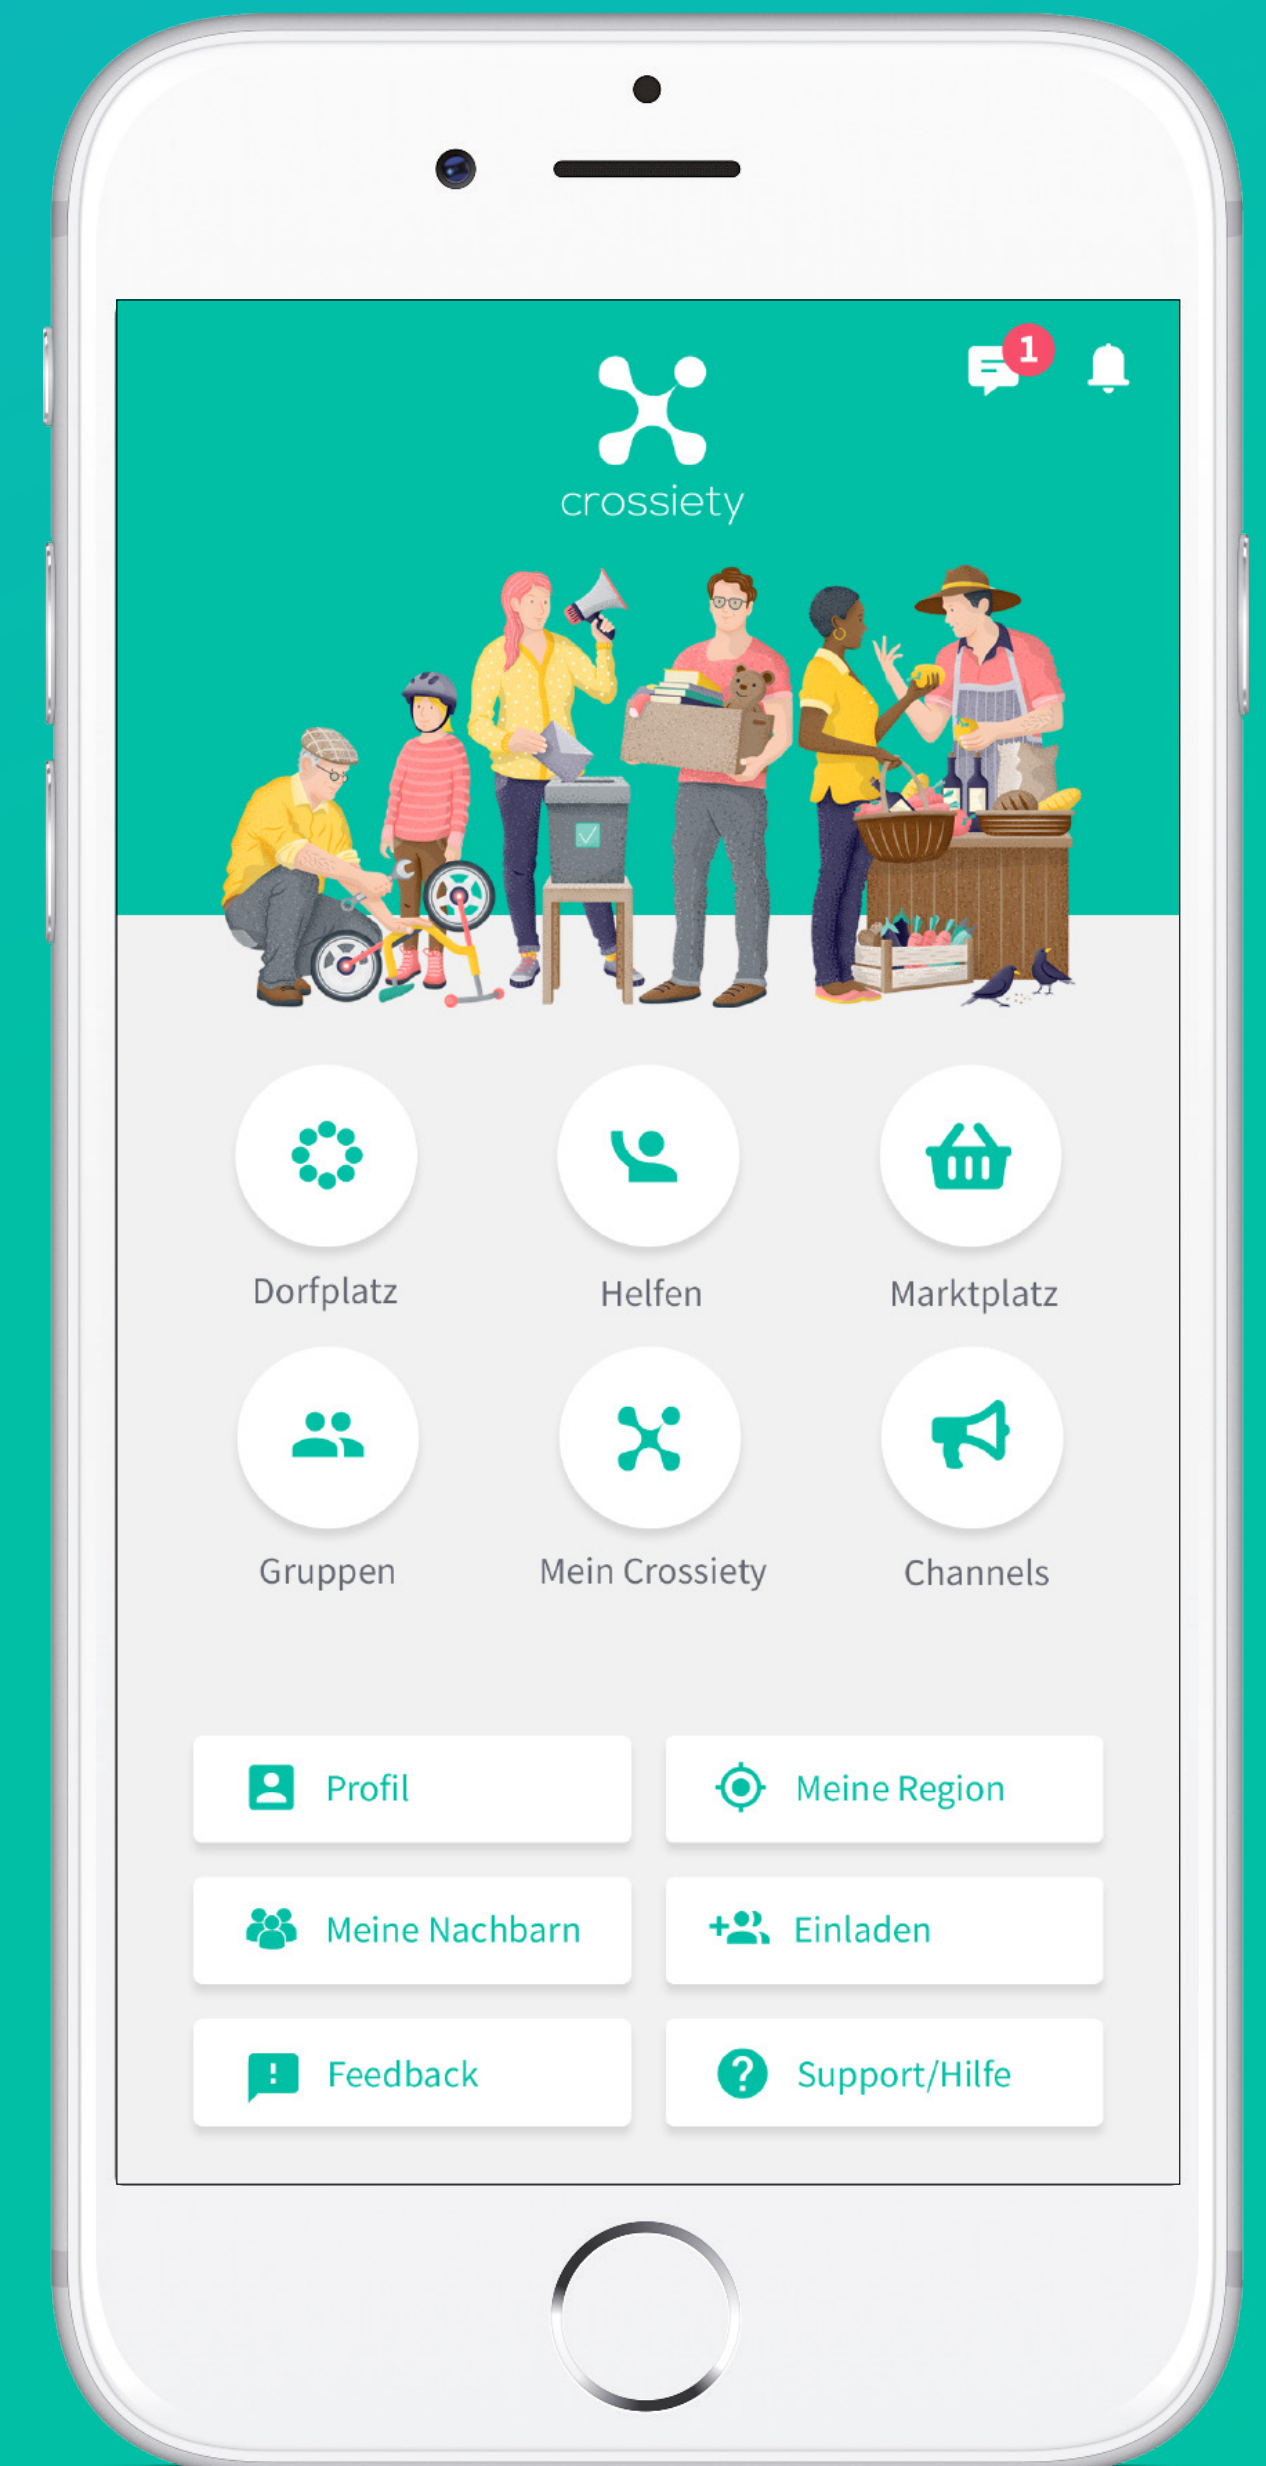 1
crossiety
Dorfplatz
Helfen
Marktplatz
Gruppen
Mein Crossiety
Channels
Profil
Meine Region
Meine Nachbarn
Einladen
Feedback
Support/Hilfe